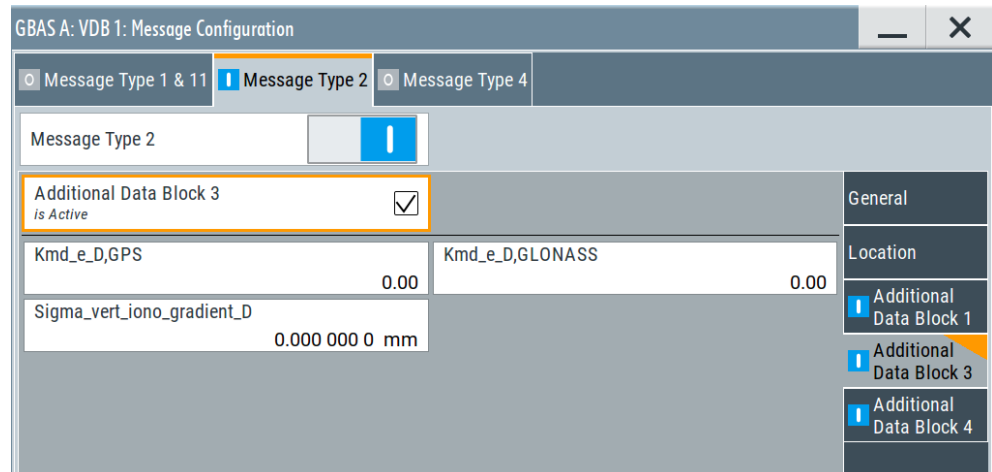 GBAS A: VDB 1: Message Configuration
O Message Type 1 & 11 I Message Type 2 O Message Type 4
Message Type 2 I
Additional Data Block 3
is Active
General
Kmd_e_D,GPS
0.00
Kmd_e_D,GLONASS
0.00
Location
Sigma_vert_iono_gradient_D
0.000 000 0 mm
I Additional
Data Block 1
I Additional
Data Block 3
I Additional
Data Block 4